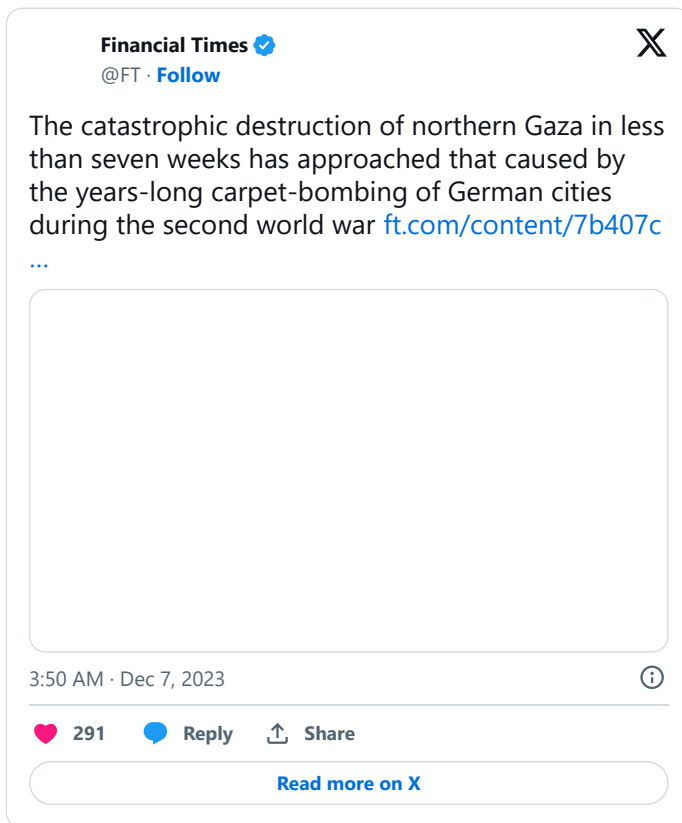 Financial Times
@FT · Follow
The catastrophic destruction of northern Gaza in less
than seven weeks has approached that caused by
the years-long carpet-bombing of German cities
during the second world war ft.com/content/7b407c
...
3:50 AM · Dec 7, 2023
291 Reply Share
Read more on X